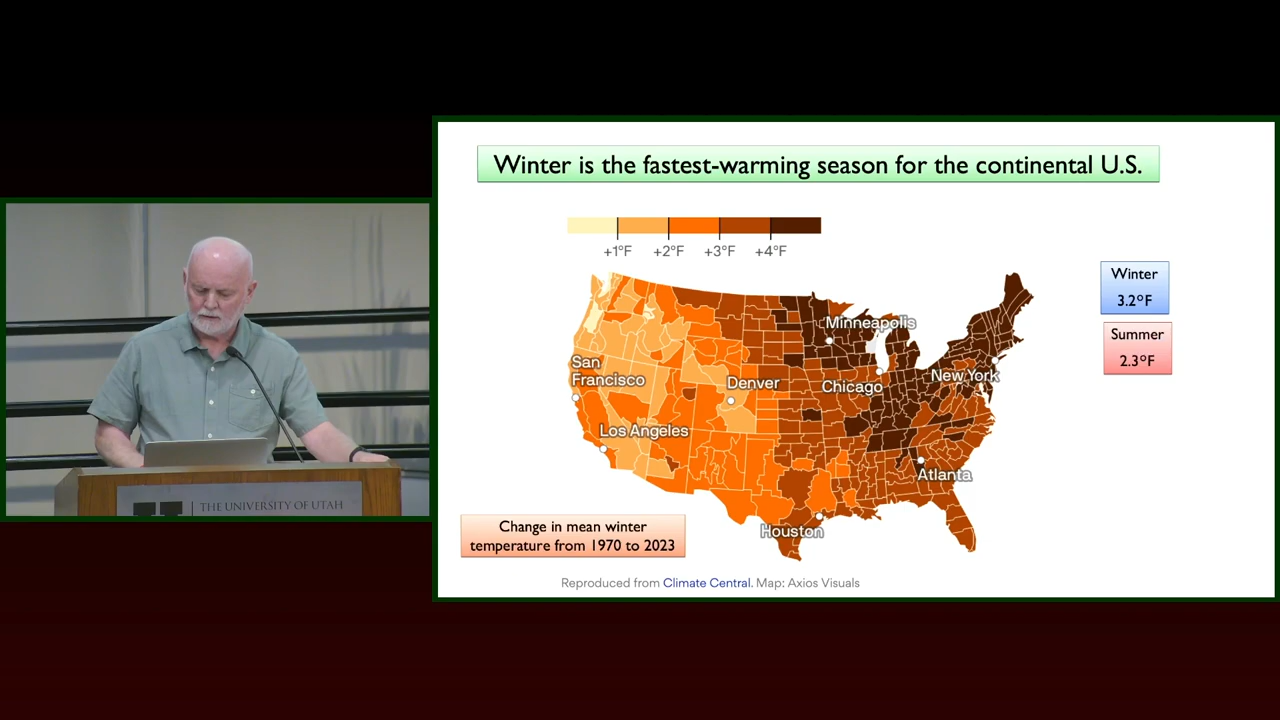 Winter is the fastest-warming season for the continental U.S.
+1°F +2°F +3°F +4°F
Winter
3.2°F
Summer
2.3°F
Minneapolis
San
Francisco
Denver
Chicago
New York
Los Angeles
Atlanta
Houston
Change in mean winter
temperature from 1970 to 2023
Reproduced from Climate Central. Map: Axios Visuals
THE UNIVERSITY OF UTAH